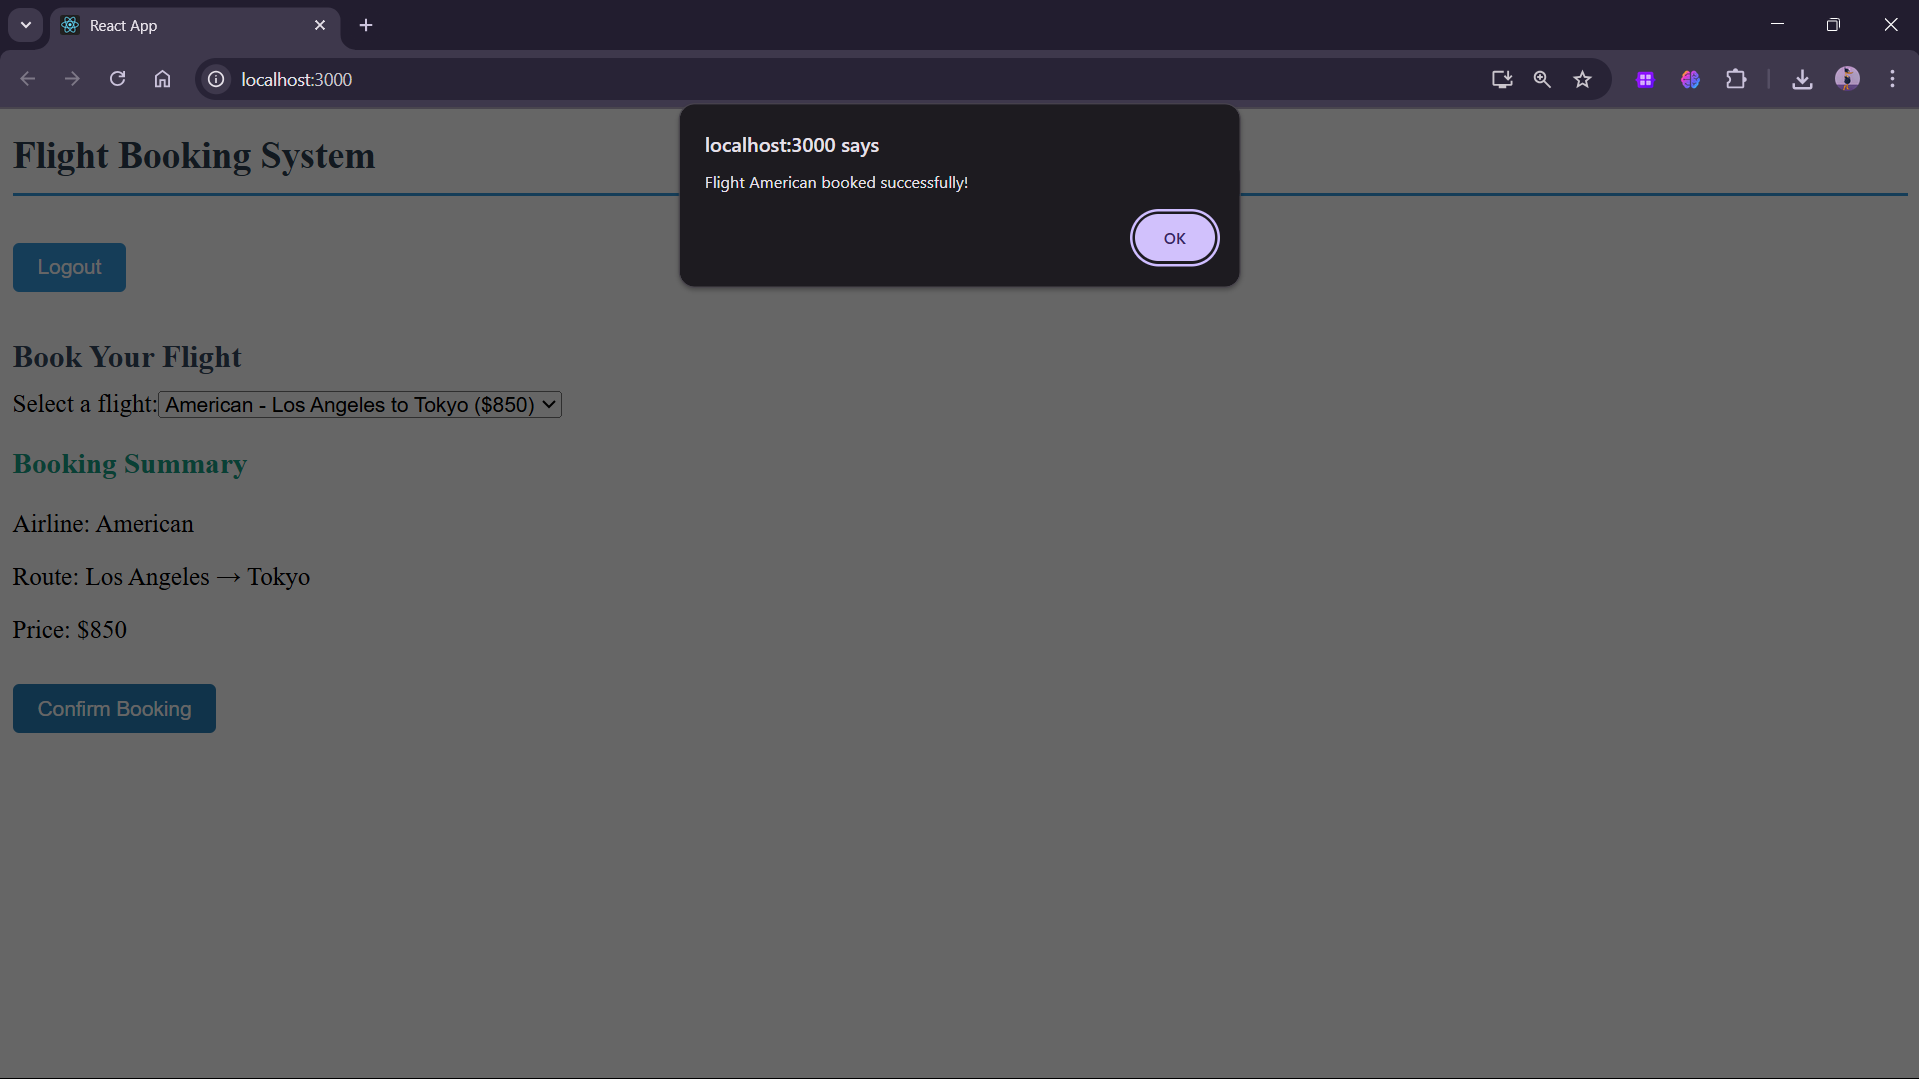 React App
localhost:3000
localhost:3000 says
Flight American booked successfully!
OK
Flight Booking System
Logout
Book Your Flight
Select a flight: American - Los Angeles to Tokyo ($850)
Booking Summary
Airline: American
Route: Los Angeles → Tokyo
Price: $850
Confirm Booking